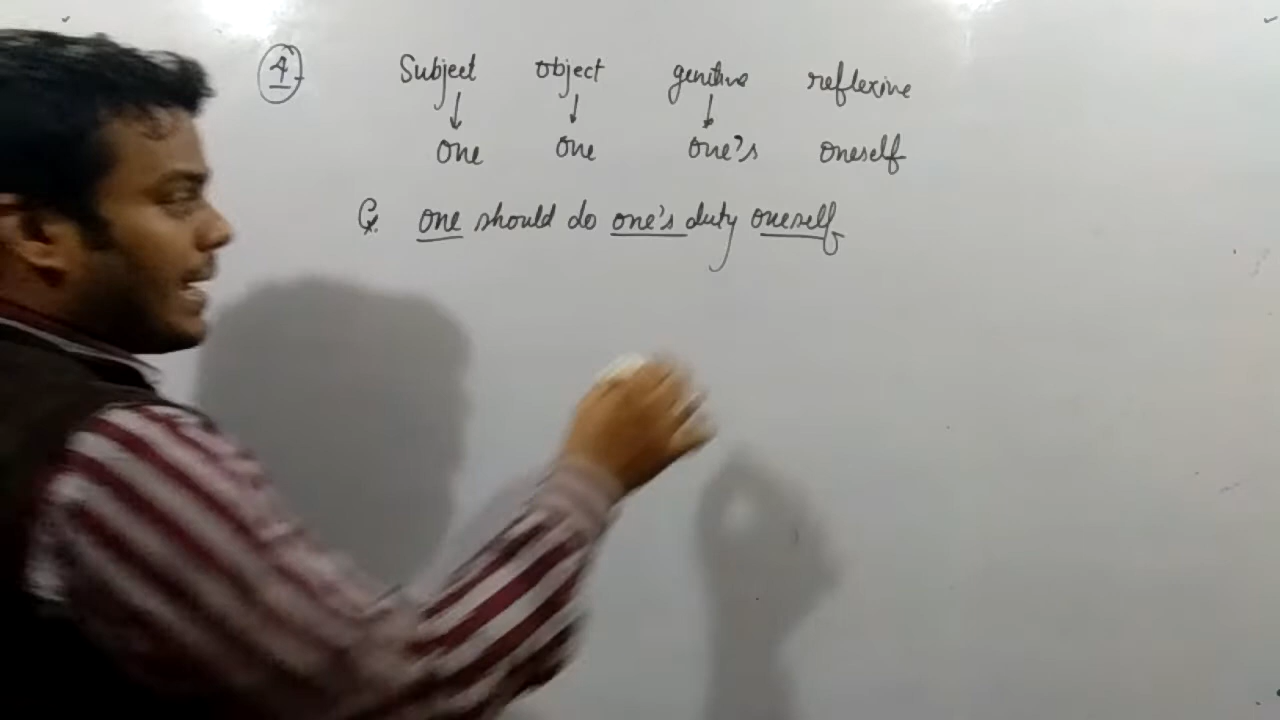 4. Subject object genitive reflexive
↓ ↓ ↓
one one one's oneself
Q. one should do one's duty oneself